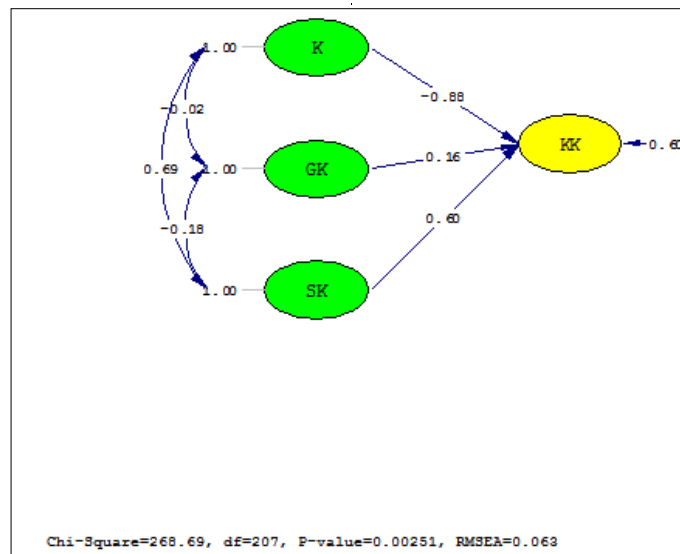 1.00
K
-0.88
-0.02
KK
0.60
0.69
1.00
GK
0.16
-0.18
0.60
1.00
SK
Chi-Square=268.69, df=207, P-value=0.00251, RMSEA=0.063